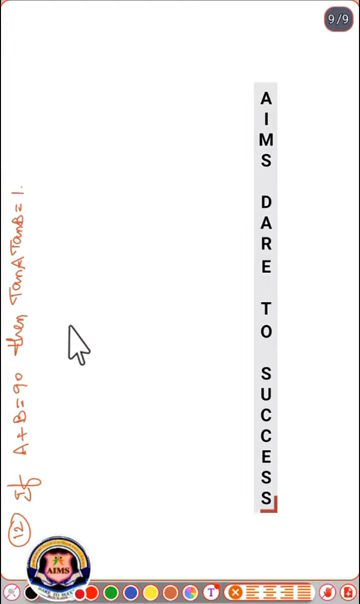 9/9
AIMS DARE TO SUCCESS
12 If A+B=90 then TanA TanB=1.
AIMS
T